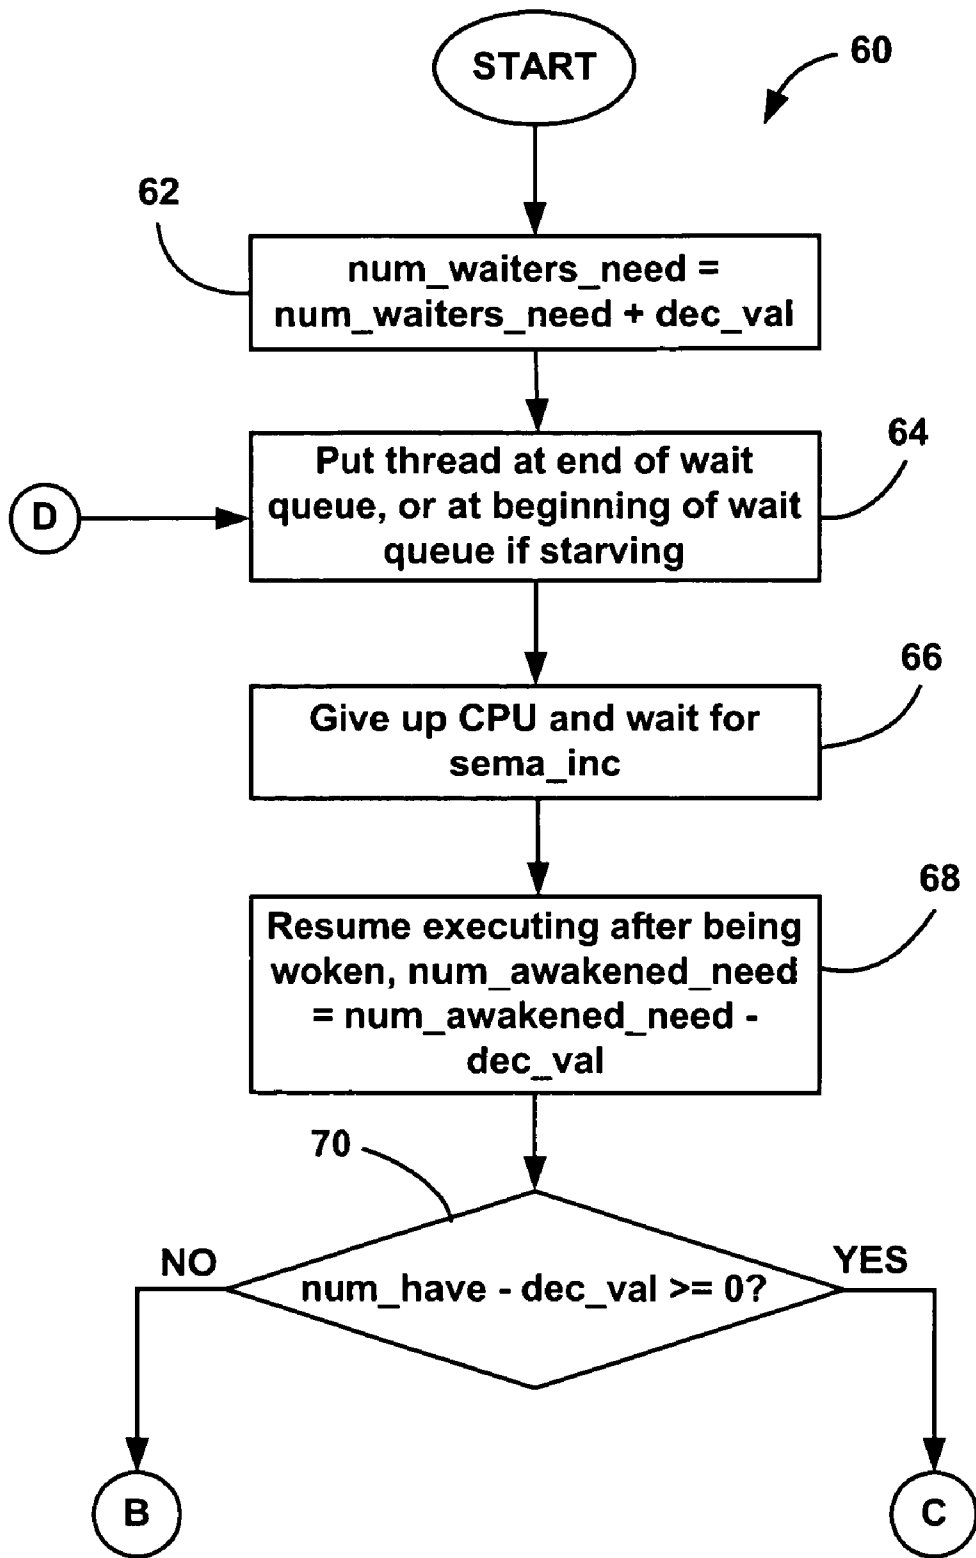 START
60
62
num_waiters_need =
num_waiters_need + dec_val
64
Put thread at end of wait
queue, or at beginning of wait
queue if starving
D
66
Give up CPU and wait for
sema_inc
68
Resume executing after being
woken, num_awakened_need
= num_awakened_need -
dec_val
70
NO
num_have - dec_val >= 0?
YES
B
C